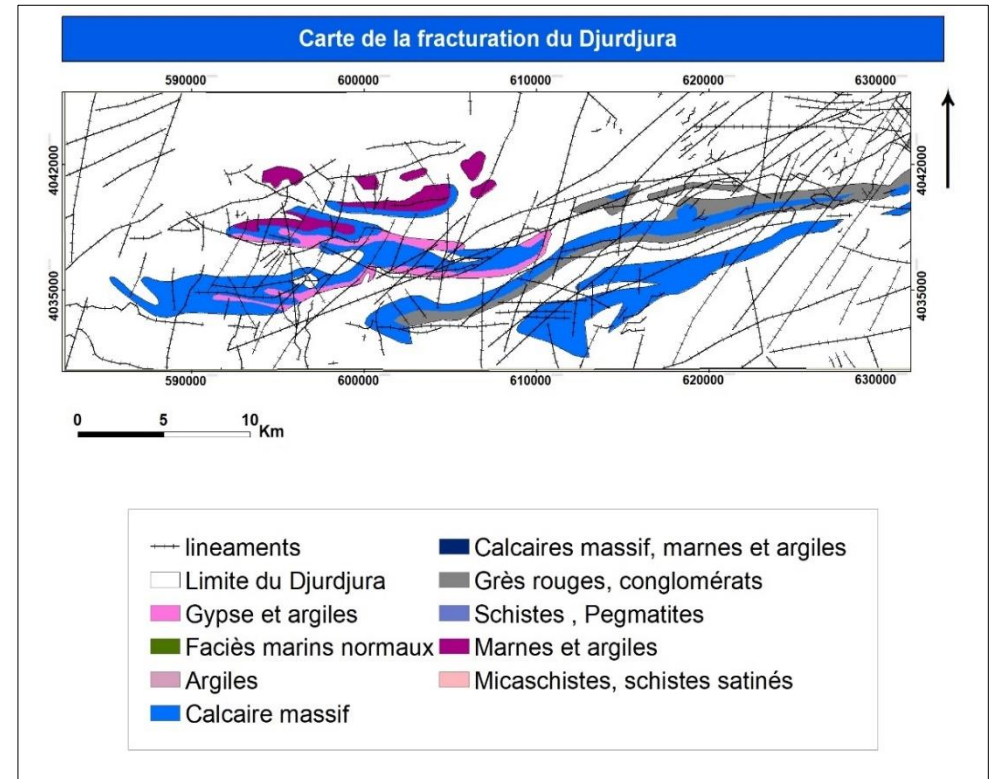 Carte de la fracturation du Djurdjura
590000 600000 610000 620000 630000
4042000 4042000
4035000 4035000
590000 600000 610000 620000 630000
0 5 10 Km
lineaments
Limite du Djurdjura
Gypse et argiles
Faciès marins normaux
Argiles
Calcaire massif
Calcaires massif, marnes et argiles
Grès rouges, conglomérats
Schistes , Pegmatites
Marnes et argiles
Micaschistes, schistes satinés